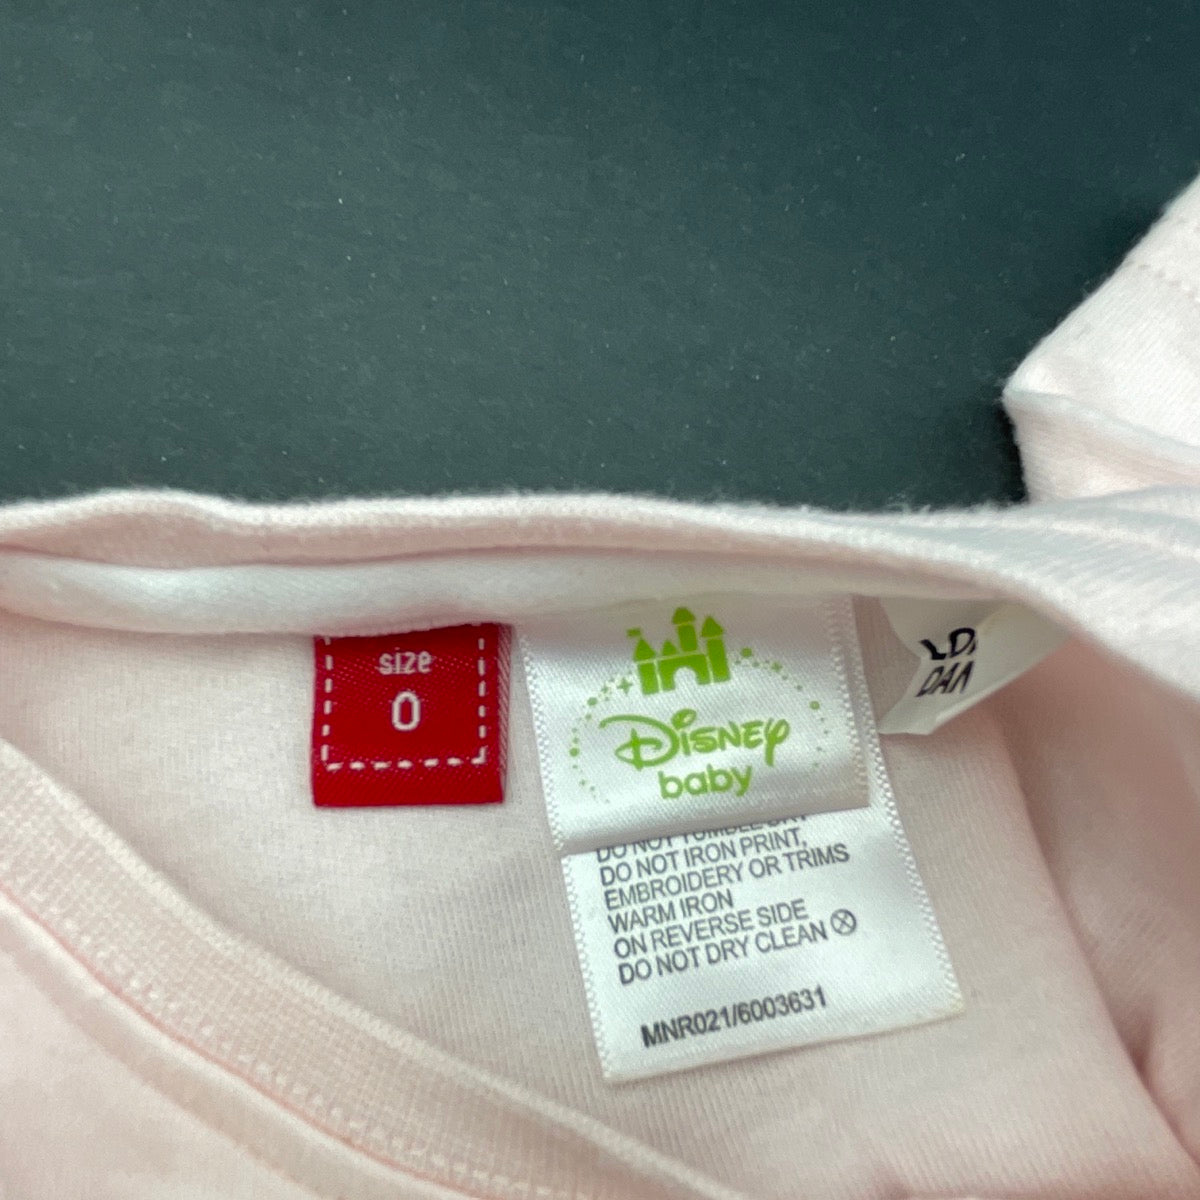 size
0
Disney
baby
DO NOT TUMBLE DRY
DO NOT IRON PRINT,
EMBROIDERY OR TRIMS
WARM IRON
ON REVERSE SIDE
DO NOT DRY CLEAN
MNR021/6003631